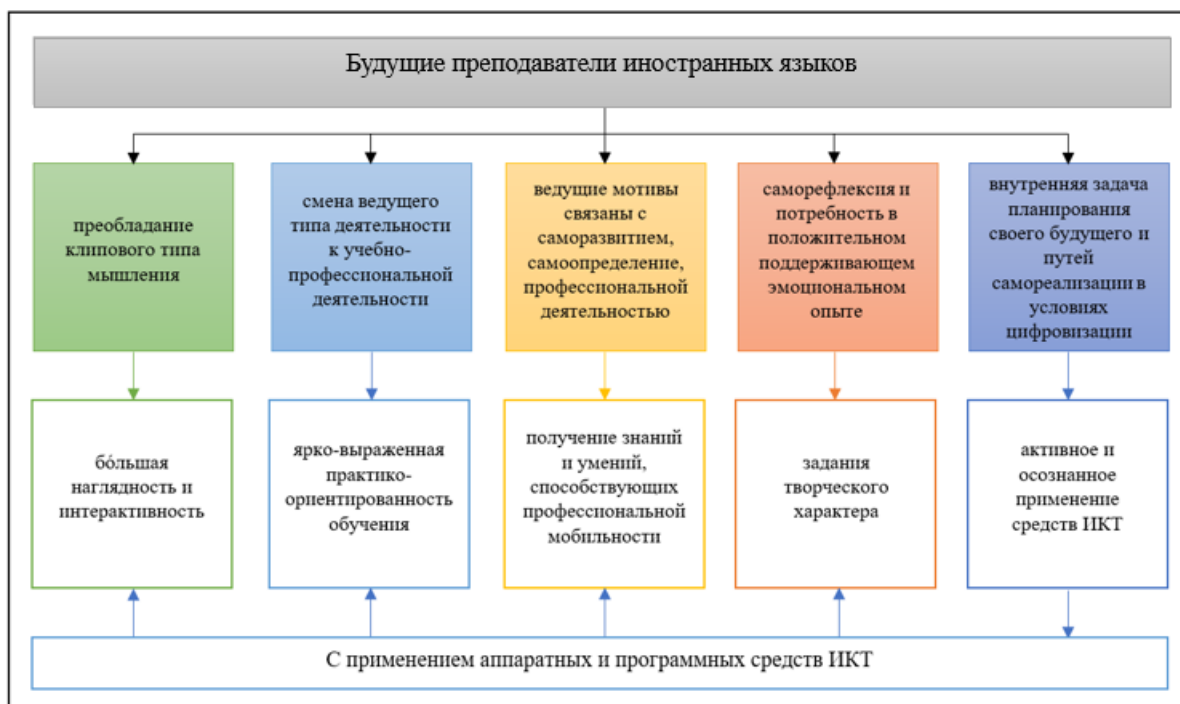 Будущие преподаватели иностранных языков
преобладание
клипового типа
мышления
смена ведущего
типа деятельности
к учебно-
профессиональной
деятельности
ведущие мотивы
связаны с
саморазвитием,
самоопределение,
профессиональной
деятельностью
саморефлексия и
потребность в
положительном
поддерживающем
эмоциональном
опыте
внутренняя задача
планирования
своего будущего и
путей
самореализации в
условиях
цифровизации
бóльшая
наглядность и
интерактивность
ярко-выраженная
практико-
ориентированность
обучения
получение знаний
и умений,
способствующих
профессиональной
мобильности
задания
творческого
характера
активное и
осознанное
применение
средств ИКТ
С применением аппаратных и программных средств ИКТ